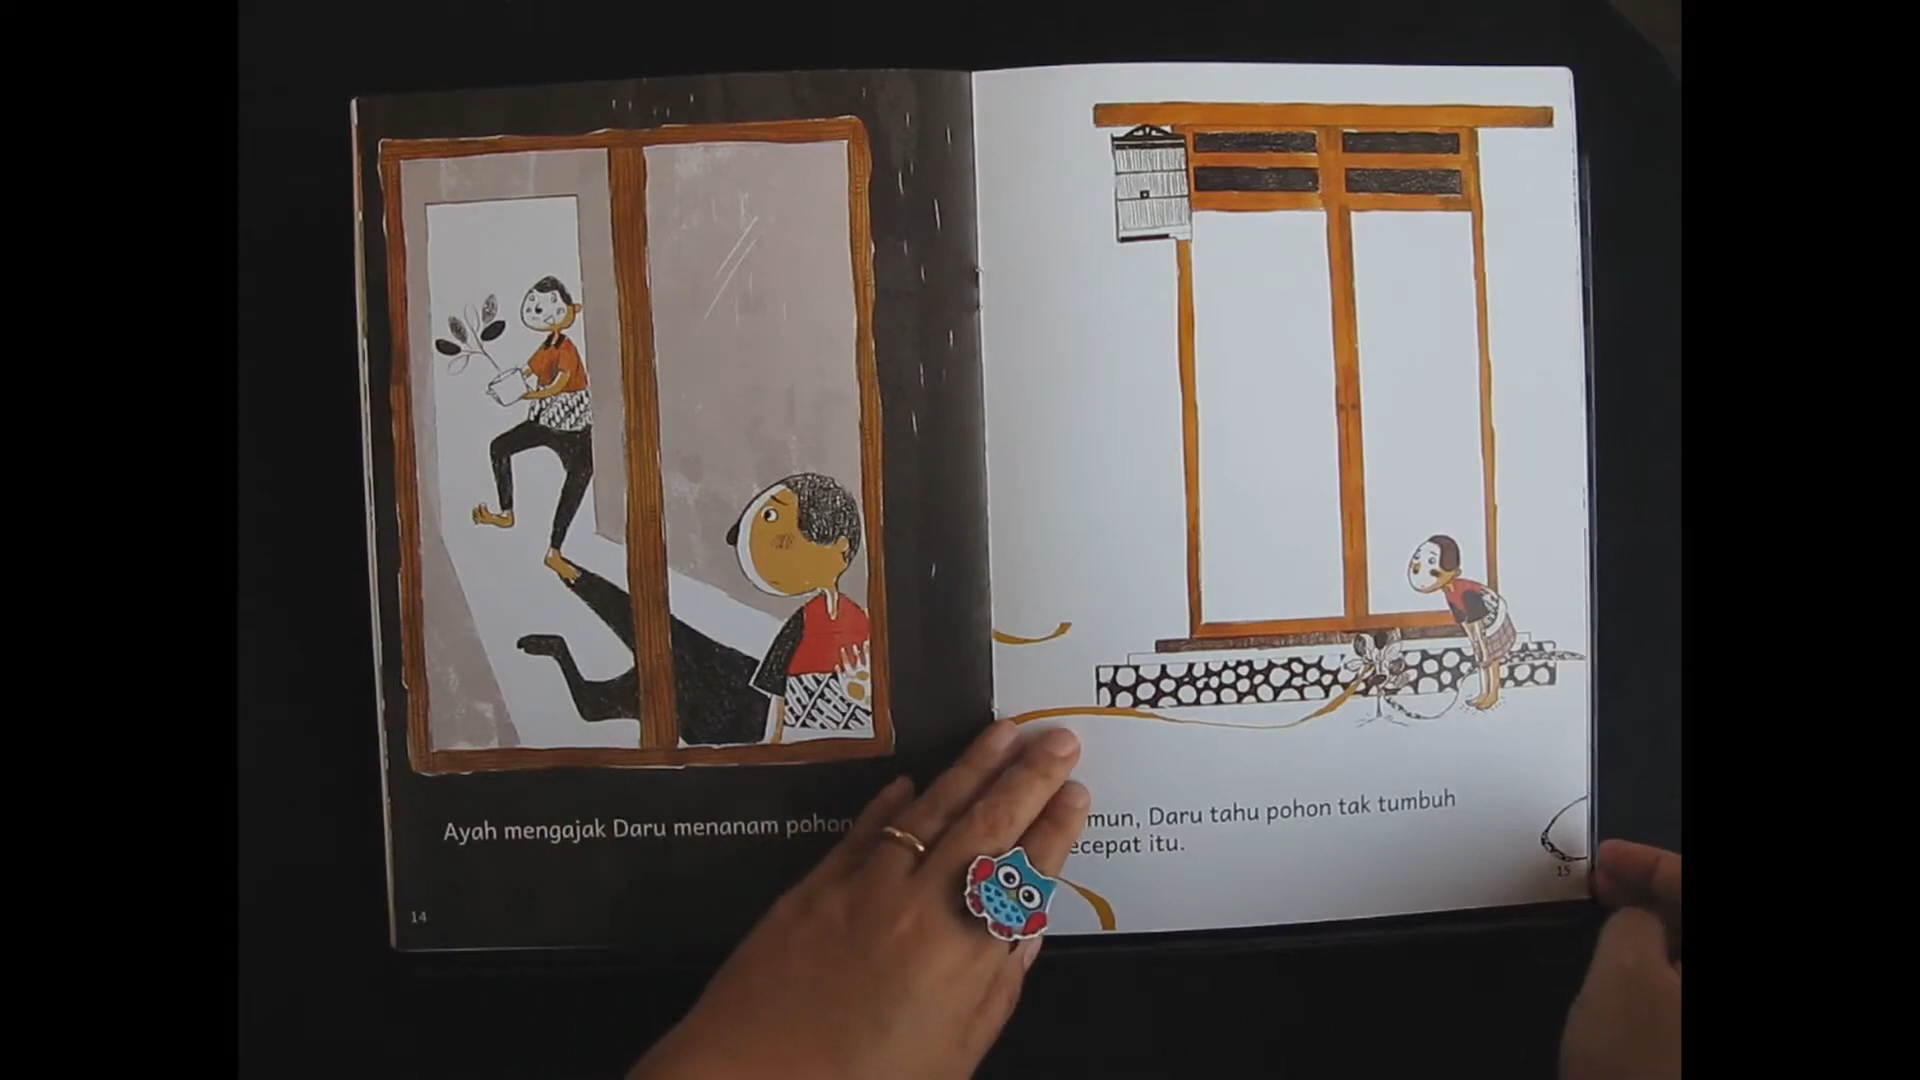 Ayah mengajak Daru menanam pohon
14
mun, Daru tahu pohon tak tumbuh
ecepat itu.
15